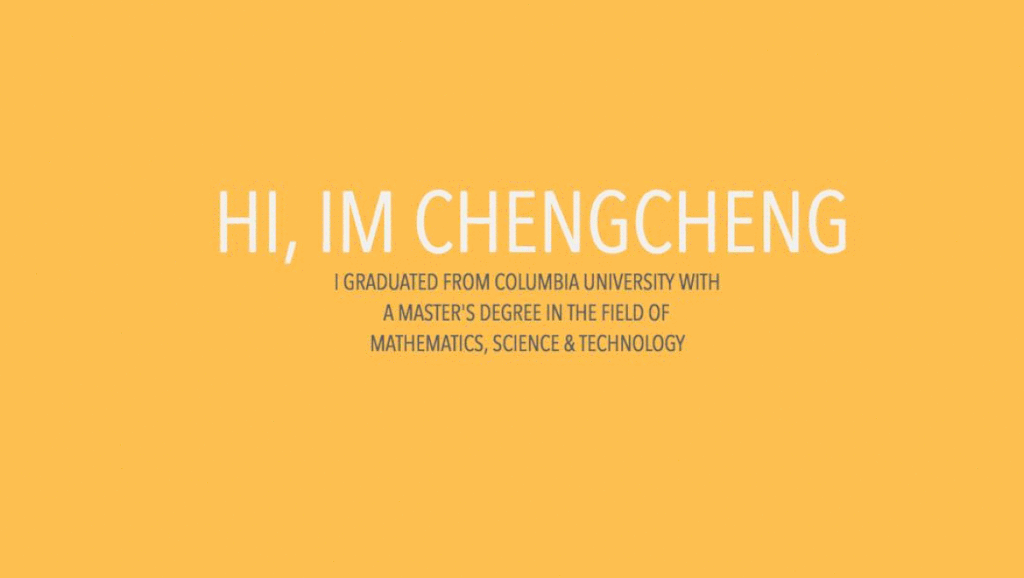 HI, IM CHENGCHENG
I GRADUATED FROM COLUMBIA UNIVERSITY WITH
A MASTER'S DEGREE IN THE FIELD OF
MATHEMATICS, SCIENCE & TECHNOLOGY